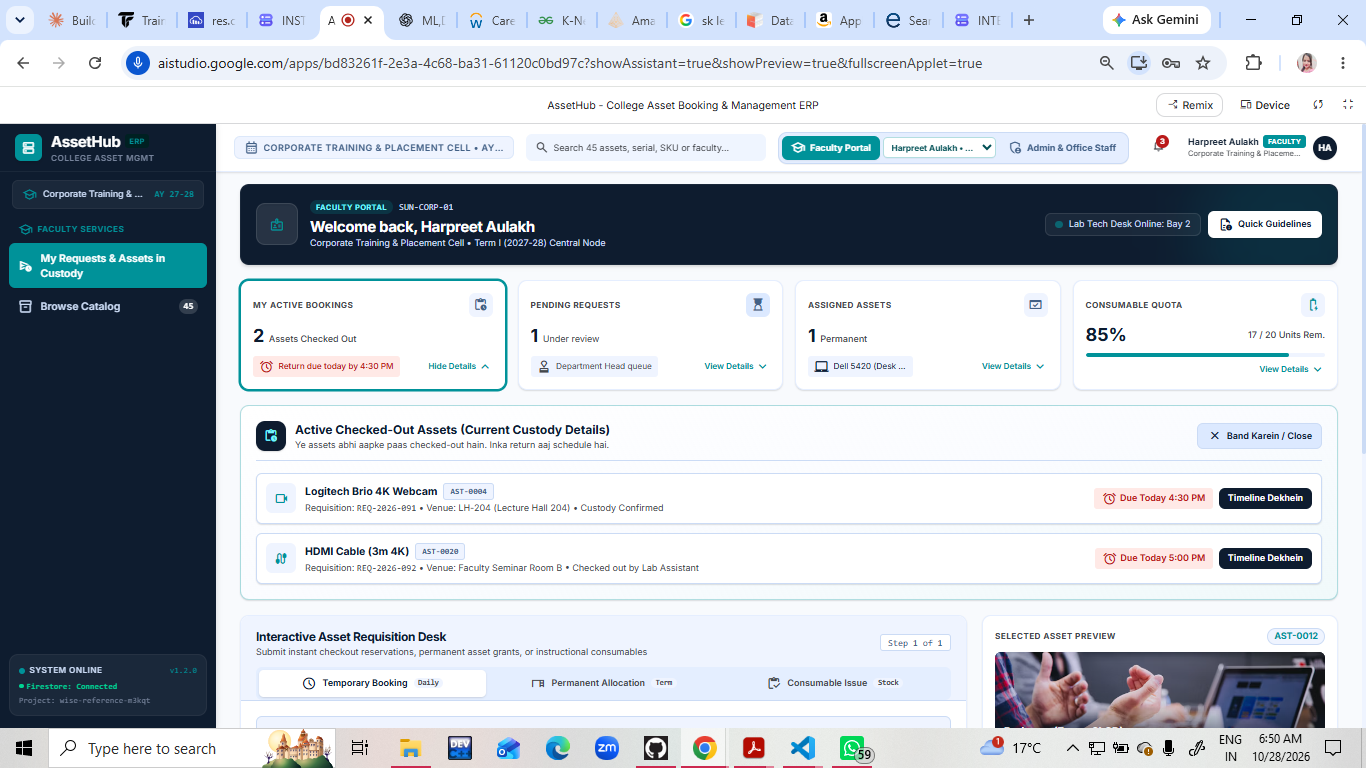 Build
Train
res.c
INST
A
ML,D
Care
K-Ne
Ama
sk le
Data
App
Sear
INTE
Ask Gemini
aistudio.google.com/apps/bd83261f-2e3a-4c68-ba31-61120c0bd97c?showAssistant=true&showPreview=true&fullscreenApplet=true
AssetHub - College Asset Booking & Management ERP
Remix
Device
AssetHub ERP
COLLEGE ASSET MGMT
CORPORATE TRAINING & PLACEMENT CELL • AY...
Search 45 assets, serial, SKU or faculty...
Faculty Portal
Harpreet Aulakh • ...
Admin & Office Staff
3
Harpreet Aulakh FACULTY
Corporate Training & Placeme...
HA
Corporate Training & ... AY 27-28
FACULTY SERVICES
My Requests & Assets in
Custody
Browse Catalog 45
FACULTY PORTAL SUN-CORP-01
Welcome back, Harpreet Aulakh
Corporate Training & Placement Cell • Term I (2027-28) Central Node
Lab Tech Desk Online: Bay 2
Quick Guidelines
MY ACTIVE BOOKINGS
2 Assets Checked Out
Return due today by 4:30 PM
Hide Details
PENDING REQUESTS
1 Under review
Department Head queue
View Details
ASSIGNED ASSETS
1 Permanent
Dell 5420 (Desk ...
View Details
CONSUMABLE QUOTA
85% 17 / 20 Units Rem.
View Details
Active Checked-Out Assets (Current Custody Details)
Ye assets abhi aapke paas checked-out hain. Inka return aaj schedule hai.
Band Karein / Close
Logitech Brio 4K Webcam AST-0004
Requisition: REQ-2026-091 • Venue: LH-204 (Lecture Hall 204) • Custody Confirmed
Due Today 4:30 PM
Timeline Dekhein
HDMI Cable (3m 4K) AST-0020
Requisition: REQ-2026-092 • Venue: Faculty Seminar Room B • Checked out by Lab Assistant
Due Today 5:00 PM
Timeline Dekhein
Interactive Asset Requisition Desk
Submit instant checkout reservations, permanent asset grants, or instructional consumables
Step 1 of 1
Temporary Booking Daily
Permanent Allocation Term
Consumable Issue Stock
SELECTED ASSET PREVIEW AST-0012
SYSTEM ONLINE v1.2.0
Firestore: Connected
Project: wise-reference-m3kqt
Type here to search
DEV
zm
59
1
17°C
ENG
IN
6:50 AM
10/28/2026